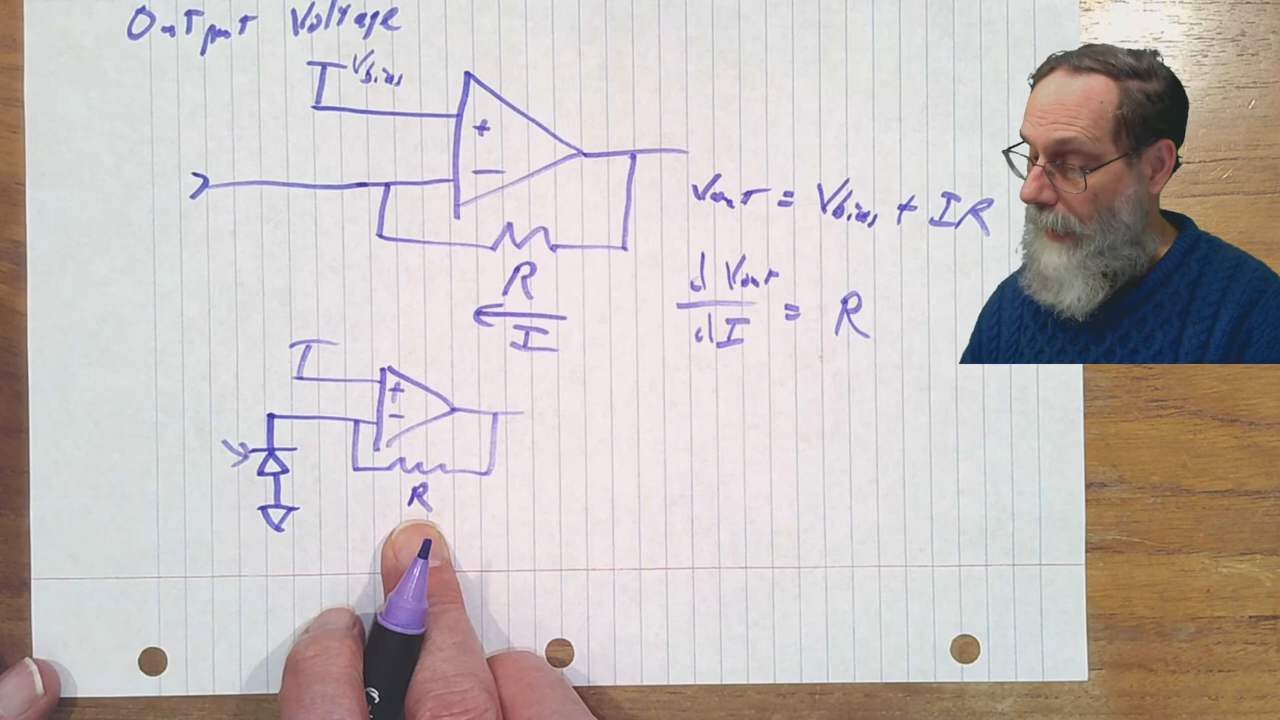 Output Voltage
Vbias
+
−
Vout = Vbias + IR
R
I
dVout
dI
= R
+
−
R